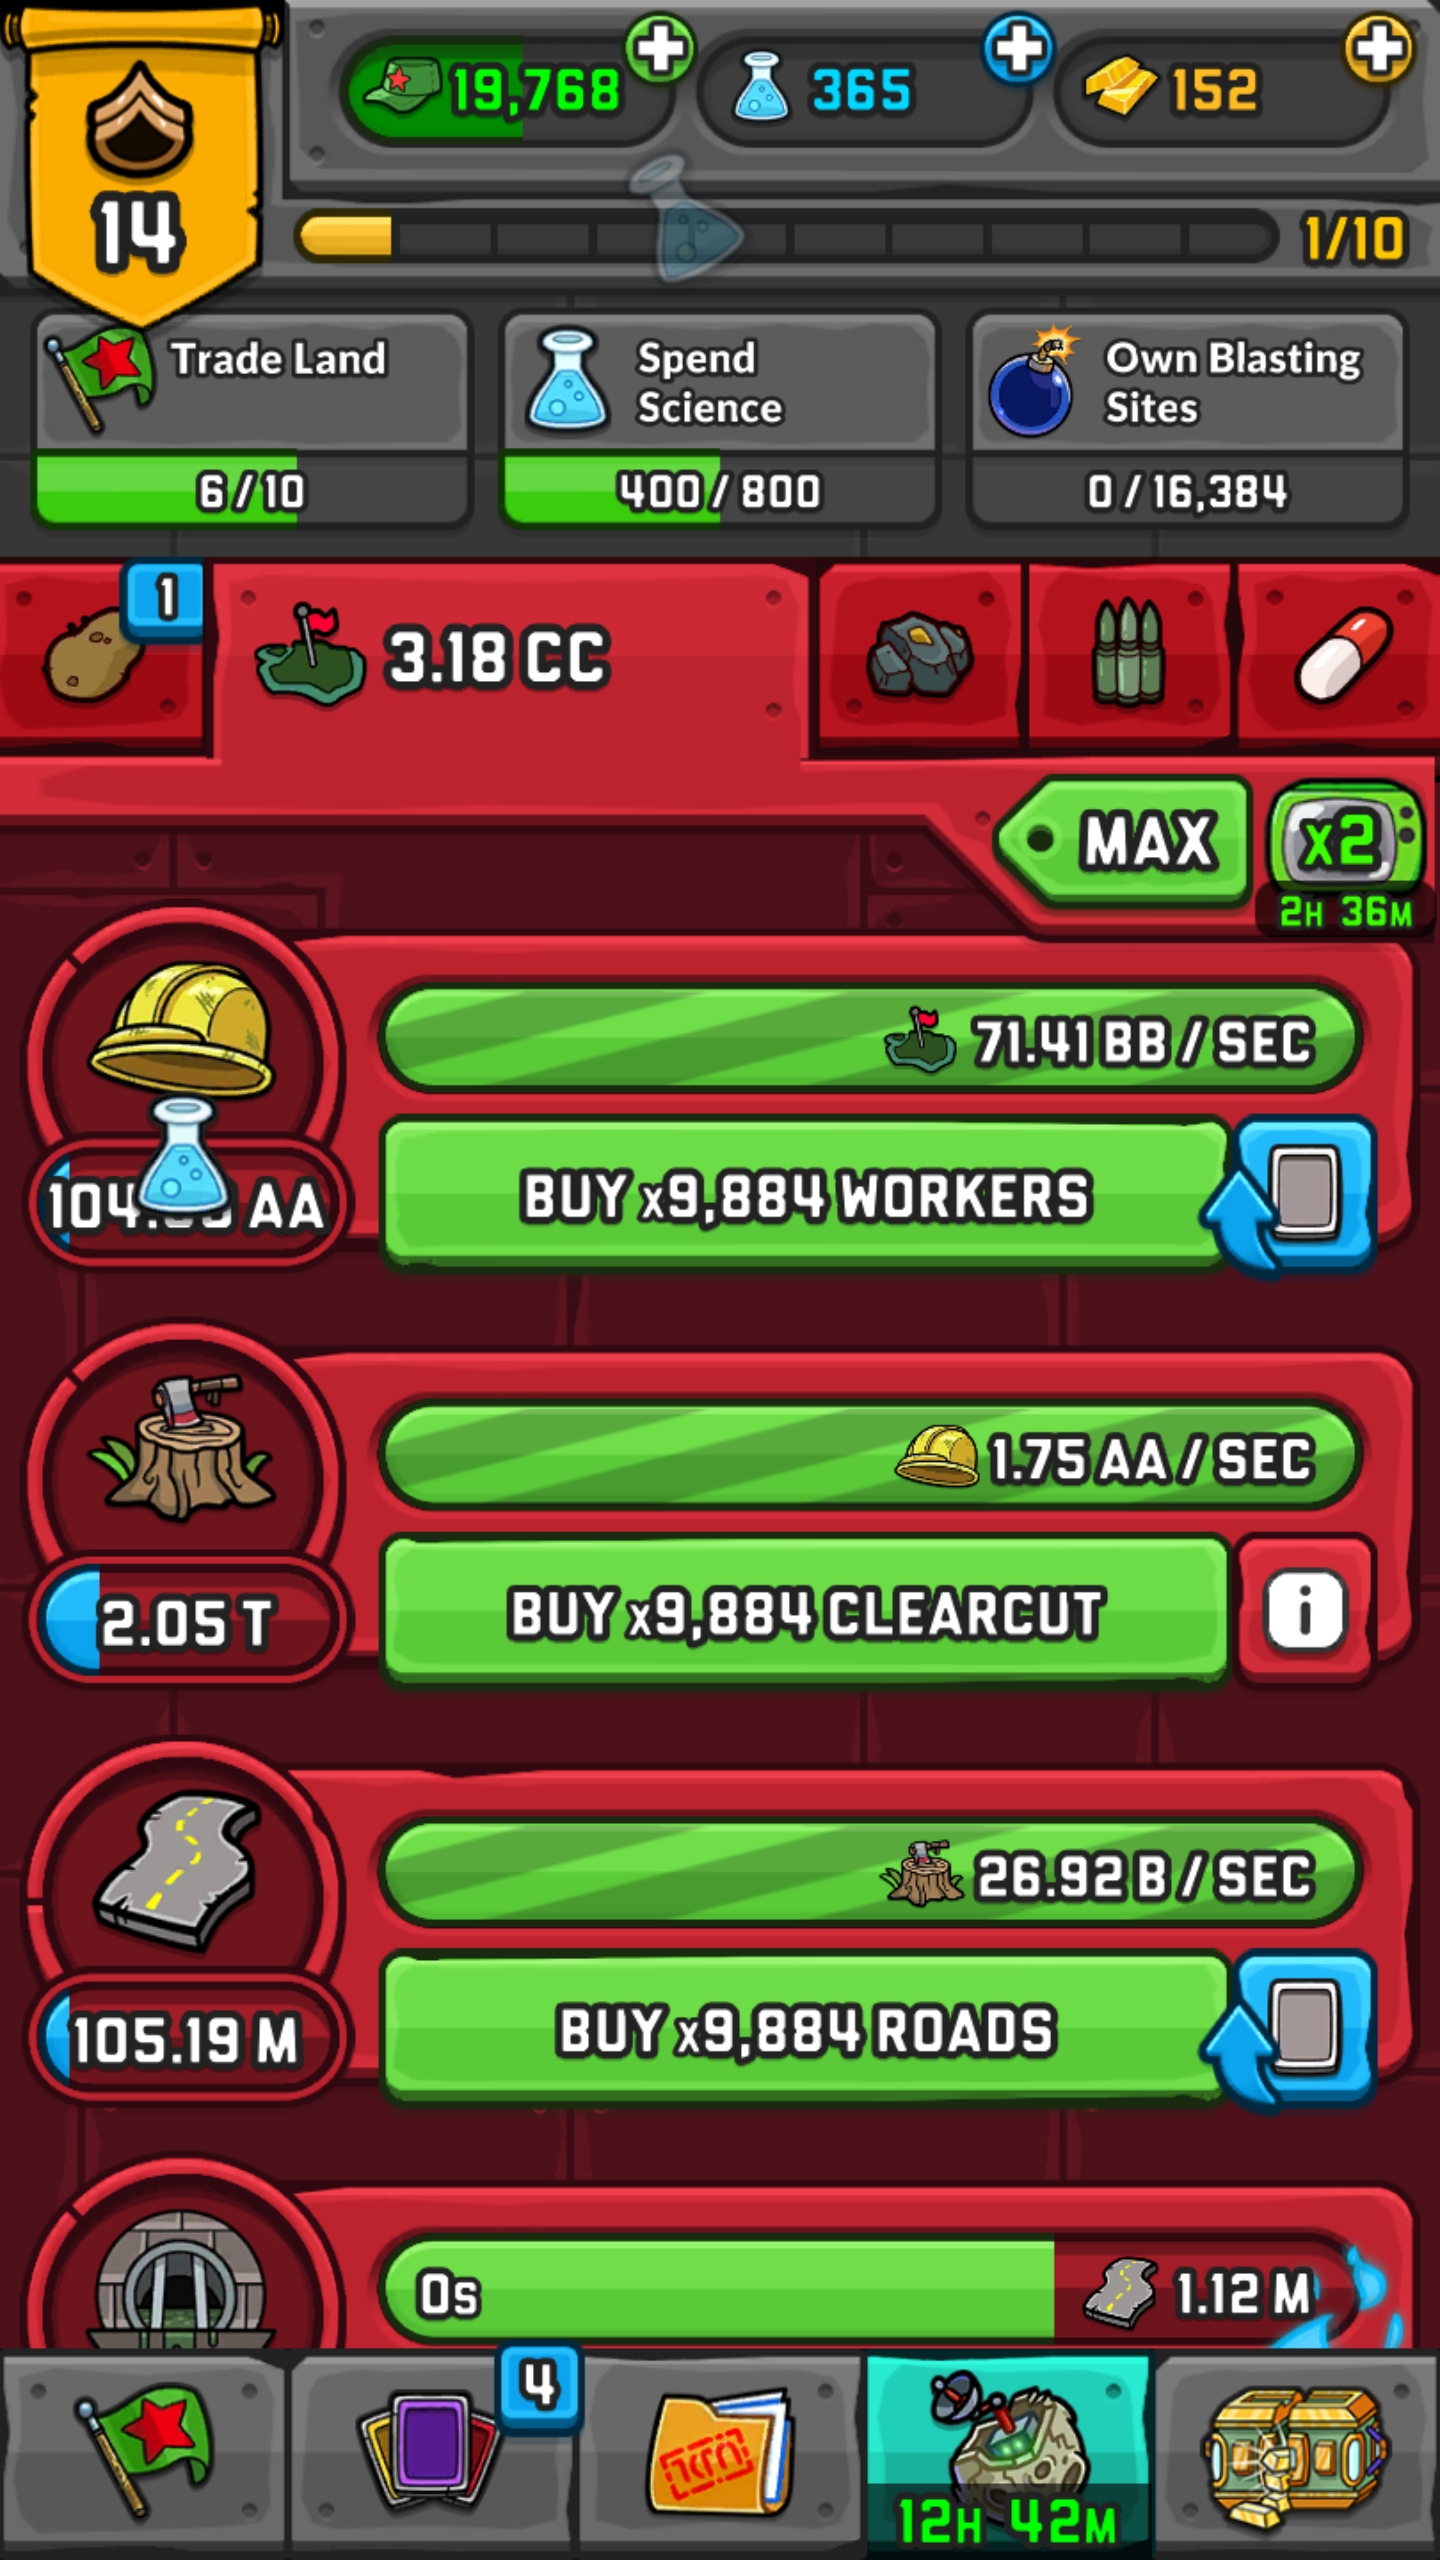 19,768
365
152
14
1/10
Trade Land
6/10
Spend
Science
400/800
Own Blasting
Sites
0/16,384
1
3.18 CC
MAX
x2
2H 36M
71.41 BB / SEC
AA
BUY x9,884 WORKERS
1.75 AA / SEC
2.05 T
BUY x9,884 CLEARCUT
i
26.92 B / SEC
105.19 M
BUY x9,884 ROADS
0s
1.12 M
4
12H 42M